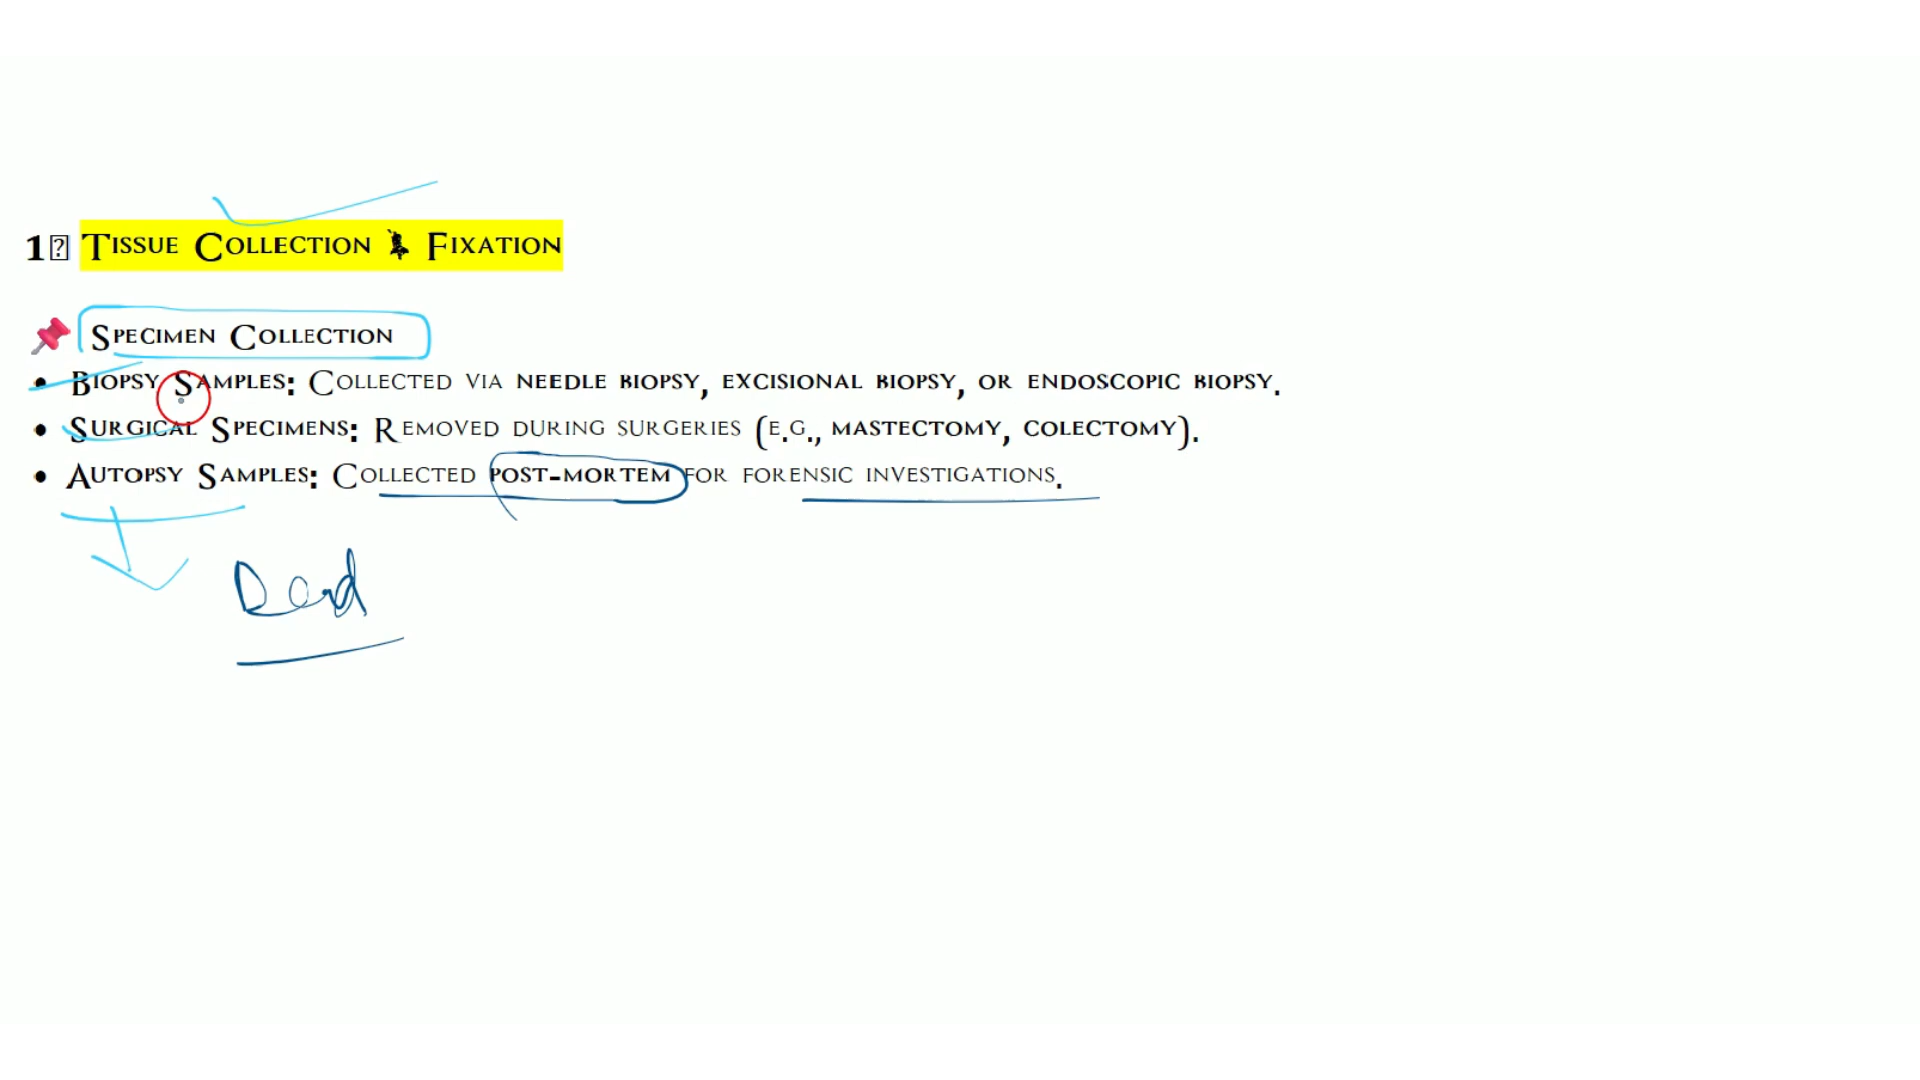 1 Tissue Collection & Fixation
Specimen Collection
• Biopsy Samples: Collected via needle biopsy, excisional biopsy, or endoscopic biopsy.
• Surgical Specimens: Removed during surgeries (e.g., mastectomy, colectomy).
• Autopsy Samples: Collected post-mortem for forensic investigations.
Dead